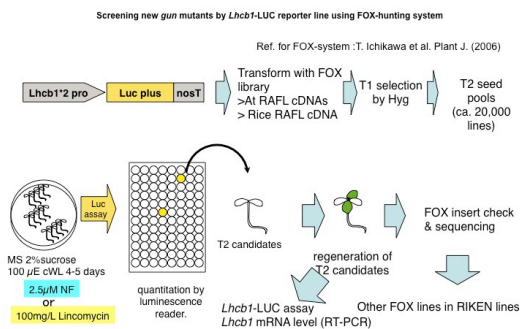 Screening new gun mutants by Lhcb1-LUC reporter line using FOX-hunting system
Ref. for FOX-system :T. Ichikawa et al. Plant J. (2006)
Lhcb1*2 pro
Luc plus
nosT
Transform with FOX
library
>At RAFL cDNAs
> Rice RAFL cDNA
T1 selection
by Hyg
T2 seed
pools
(ca. 20,000
lines)
Luc
assay
MS 2%sucrose
100 µE cWL 4-5 days
2.5µM NF
or
100mg/L Lincomycin
quantitation by
luminescence
reader.
T2 candidates
regeneration of
T2 candidates
FOX insert check
& sequencing
Lhcb1-LUC assay
Lhcb1 mRNA level (RT-PCR)
Other FOX lines in RIKEN lines